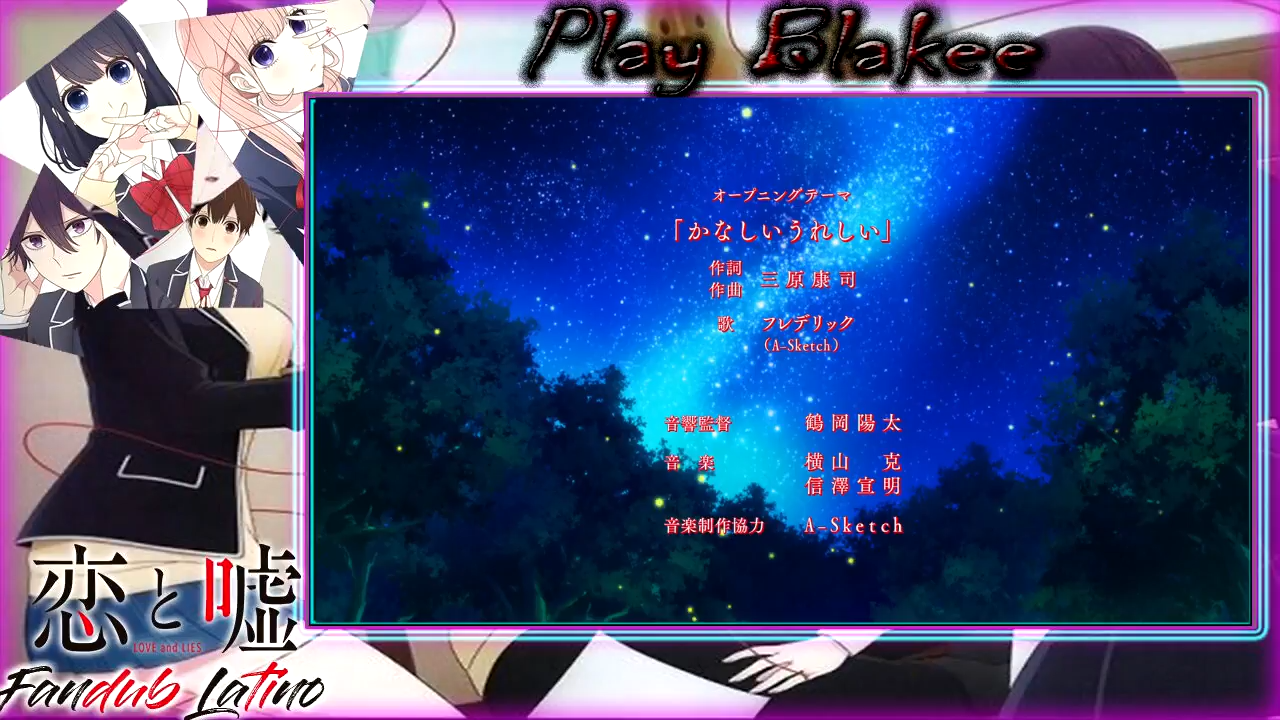 Play Blakee
オープニングテーマ
「かなしいうれしい」
作詞
作曲 三原康司
歌 フレデリック
(A-Sketch)
音響監督 鶴岡陽太
音楽 横山 克
信澤宣明
音楽制作協力 A-Sketch
恋と嘘
LOVE and LIES
Fandub Latino